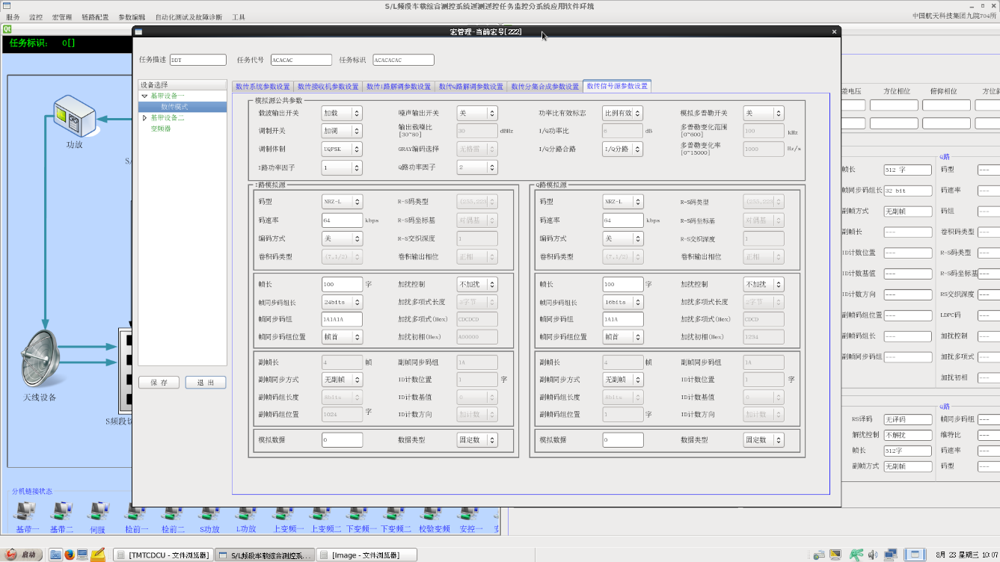 S/L频段车载综合测控系统遥测遥控任务监控分系统应用软件环境
服务 监控 宏管理 链路配置 参数编辑 自动化测试及故障诊断 工具
中国航天科技集团九院704所
任务标识: 0[]
宏管理-当前宏号[222]
任务描述 DDT 任务代号 ACACAC 任务标识 ACACACAC
设备选择
基带设备一
数传模式
基带设备二
变频器
保 存 退 出
数传系统参数设置 数传接收机参数设置 数传I路解调参数设置 数传Q路解调参数设置 数传分集合成参数设置 数传信号源参数设置
模拟源公共参数
载波输出开关 加载 噪声输出开关 关 功率比有效标志 比例有效 模拟多普勒开关 关
调制开关 加调 输出载噪比[30~80] 30 dBHz I/Q功率比 6 dB 多普勒变化范围[0~600] 100 kHz
调制体制 UQPSK GRAY编码选择 无格雷 I/Q分路合路 I/Q分路 多普勒变化率[0~15000] 1000 Hz/s
I路功率因子 1 Q路功率因子 2
I路模拟源
码型 NRZ-L R-S码类型 (255,223
码速率 64 kbps R-S码坐标基 对偶基
编码方式 关 R-S交织深度 1
卷积码类型 (7,1/2) 卷积输出相位 正相
帧长 100 字 加扰控制 不加扰
帧同步码组长 24bits 加扰多项式长度 2字节
帧同步码组 1A1A1A 加扰多项式(Hex) CDCDCD
帧同步码组位置 帧首 加扰初相(Hex) A00000
副帧长 4 帧 副帧同步码组 1A
副帧同步方式 无副帧 ID计数位置 1 字
副帧码组长度 8bits ID计数基值 0
副帧码组位置 1024 字 ID计数方向 加计数
模拟数据 0 数据类型 固定数
Q路模拟源
码型 NRZ-L R-S码类型 (255,223
码速率 64 kbps R-S码坐标基 对偶基
编码方式 关 R-S交织深度 1
卷积码类型 (7,1/2) 卷积输出相位 正相
帧长 100 字 加扰控制 不加扰
帧同步码组长 16bits 加扰多项式长度 2字节
帧同步码组 1A1A 加扰多项式(Hex) CDCD
帧同步码组位置 帧首 加扰初相(Hex) 1234
副帧长 4 帧 副帧同步码组 1A
副帧同步方式 无副帧 ID计数位置 1 字
副帧码组长度 8bits ID计数基值 0
副帧码组位置 1 字 ID计数方向 加计数
模拟数据 0 数据类型 固定数
功放
天线设备
S频段
差电压 方位相位 俯仰相位
Q路
帧长 512 字 码型 ---
帧同步码组长 32 bit 码速率 ---
副帧方式 无副帧 码组 ---
副帧长 --- 卷积码类型 ---
ID计数位置 --- R-S码类型 ---
ID计数基值 --- R-S码坐标基 ---
ID计数方向 --- RS交织深度 ---
副帧码组位置 --- LDPC码 ---
副帧码组长 --- 加扰控制 ---
副帧同步码组 --- 加扰多项式 ---
加扰初相 ---
Q路
RS译码 无译码 帧同步码组 ---
解扰控制 不解扰 维特比 ---
帧长 512字 码速率 ---
副帧方式 无副帧 码型 ---
分机链接状态
基带一 基带二 伺服 检前一 检前二 S功放 L功放 上变频一 上变频二 下变频一 下变频二 校验变频 安控一
启动 [TMTCDCU - 文件浏览器] S/L频段车载综合测控系... [Image - 文件浏览器] 8月 23 星期三 10:07